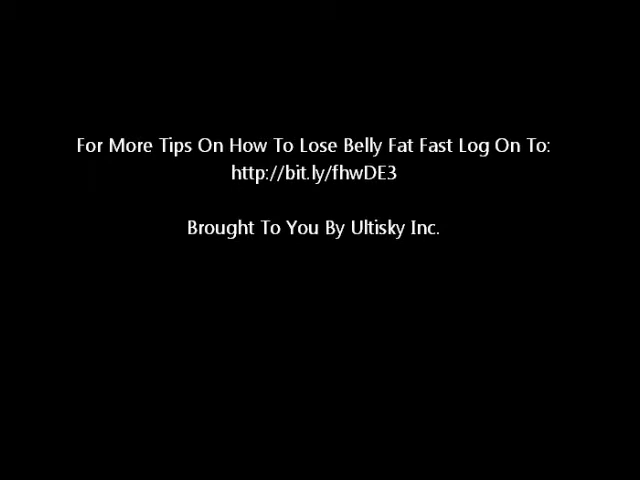 For More Tips On How To Lose Belly Fat Fast Log On To:
http://bit.ly/fhwDE3
Brought To You By Ultisky Inc.